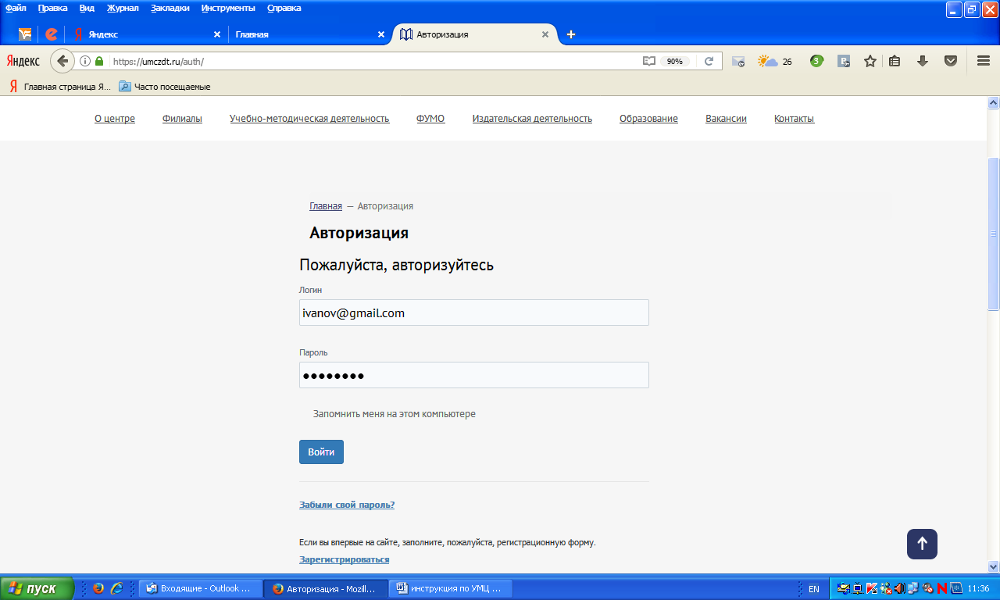 Файл Правка Вид Журнал Закладки Инструменты Справка
Яндекс Главная Авторизация
Яндекс https://umczdt.ru/auth/ 90% 26 3
Главная страница Я... Часто посещаемые
О центре Филиалы Учебно-методическая деятельность ФУМО Издательская деятельность Образование Вакансии Контакты
Главная — Авторизация
Авторизация
Пожалуйста, авторизуйтесь
Логин
ivanov@gmail.com
Пароль
●●●●●●●●
Запомнить меня на этом компьютере
Войти
Забыли свой пароль?
Если вы впервые на сайте, заполните, пожалуйста, регистрационную форму.
Зарегистрироваться
пуск Входящие - Outlook ... Авторизация - Mozill... инструкция по УМЦ ... EN 11:36